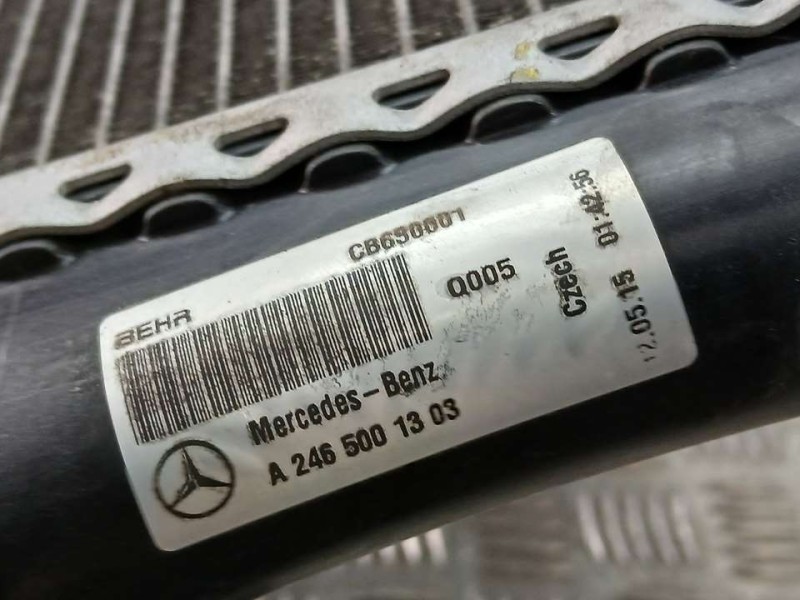 CB690001
BEHR
Q005
Czech
12.05.15 01:42:56
Mercedes-Benz
A 246 500 13 03